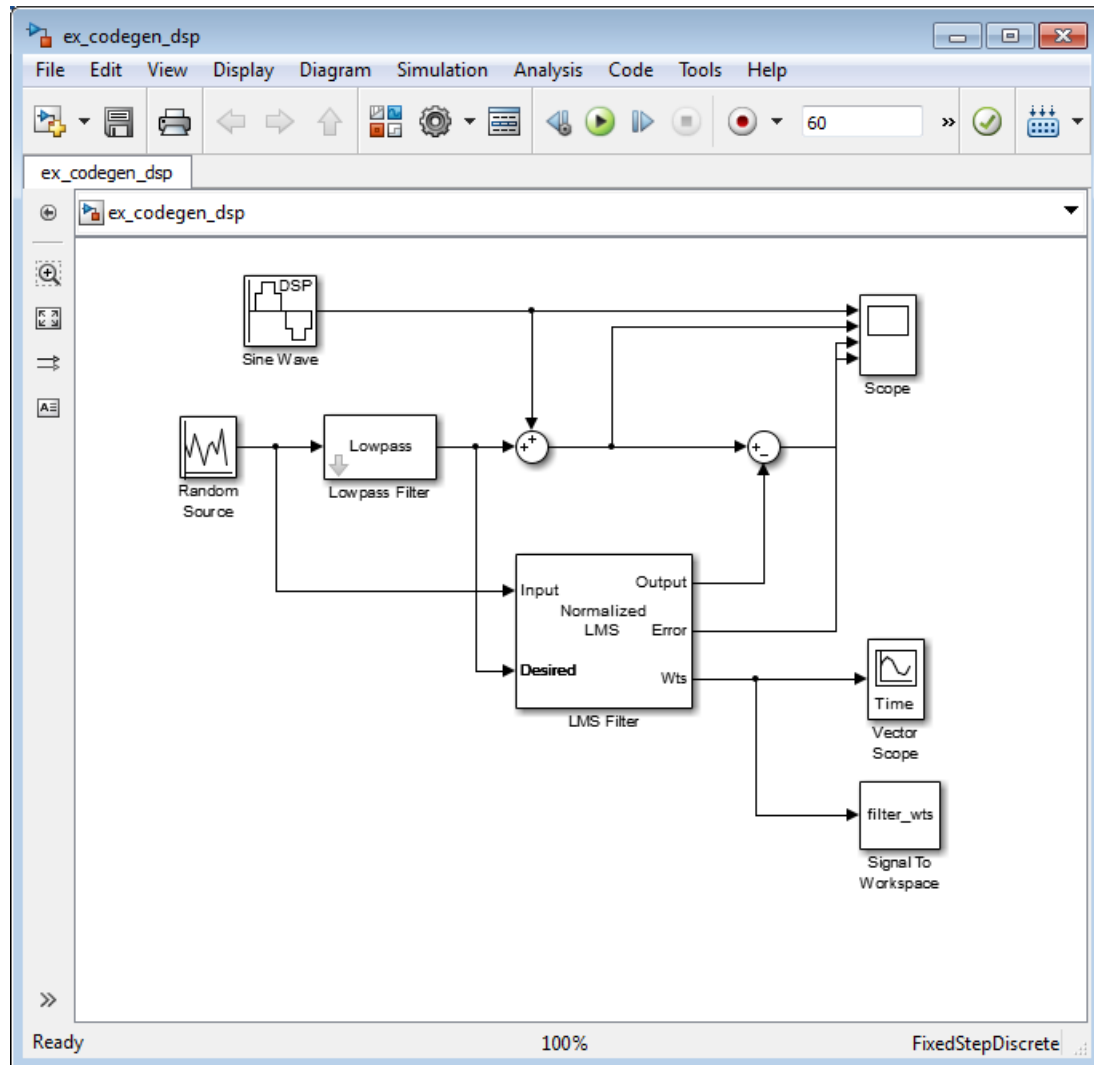 ex_codegen_dsp
File Edit View Display Diagram Simulation Analysis Code Tools Help
60
ex_codegen_dsp
ex_codegen_dsp
DSP
Sine Wave
Scope
Lowpass
Random
Source
Lowpass Filter
Input
Output
Normalized
LMS
Error
Desired
Wts
LMS Filter
Time
Vector
Scope
filter_wts
Signal To
Workspace
Ready 100% FixedStepDiscrete